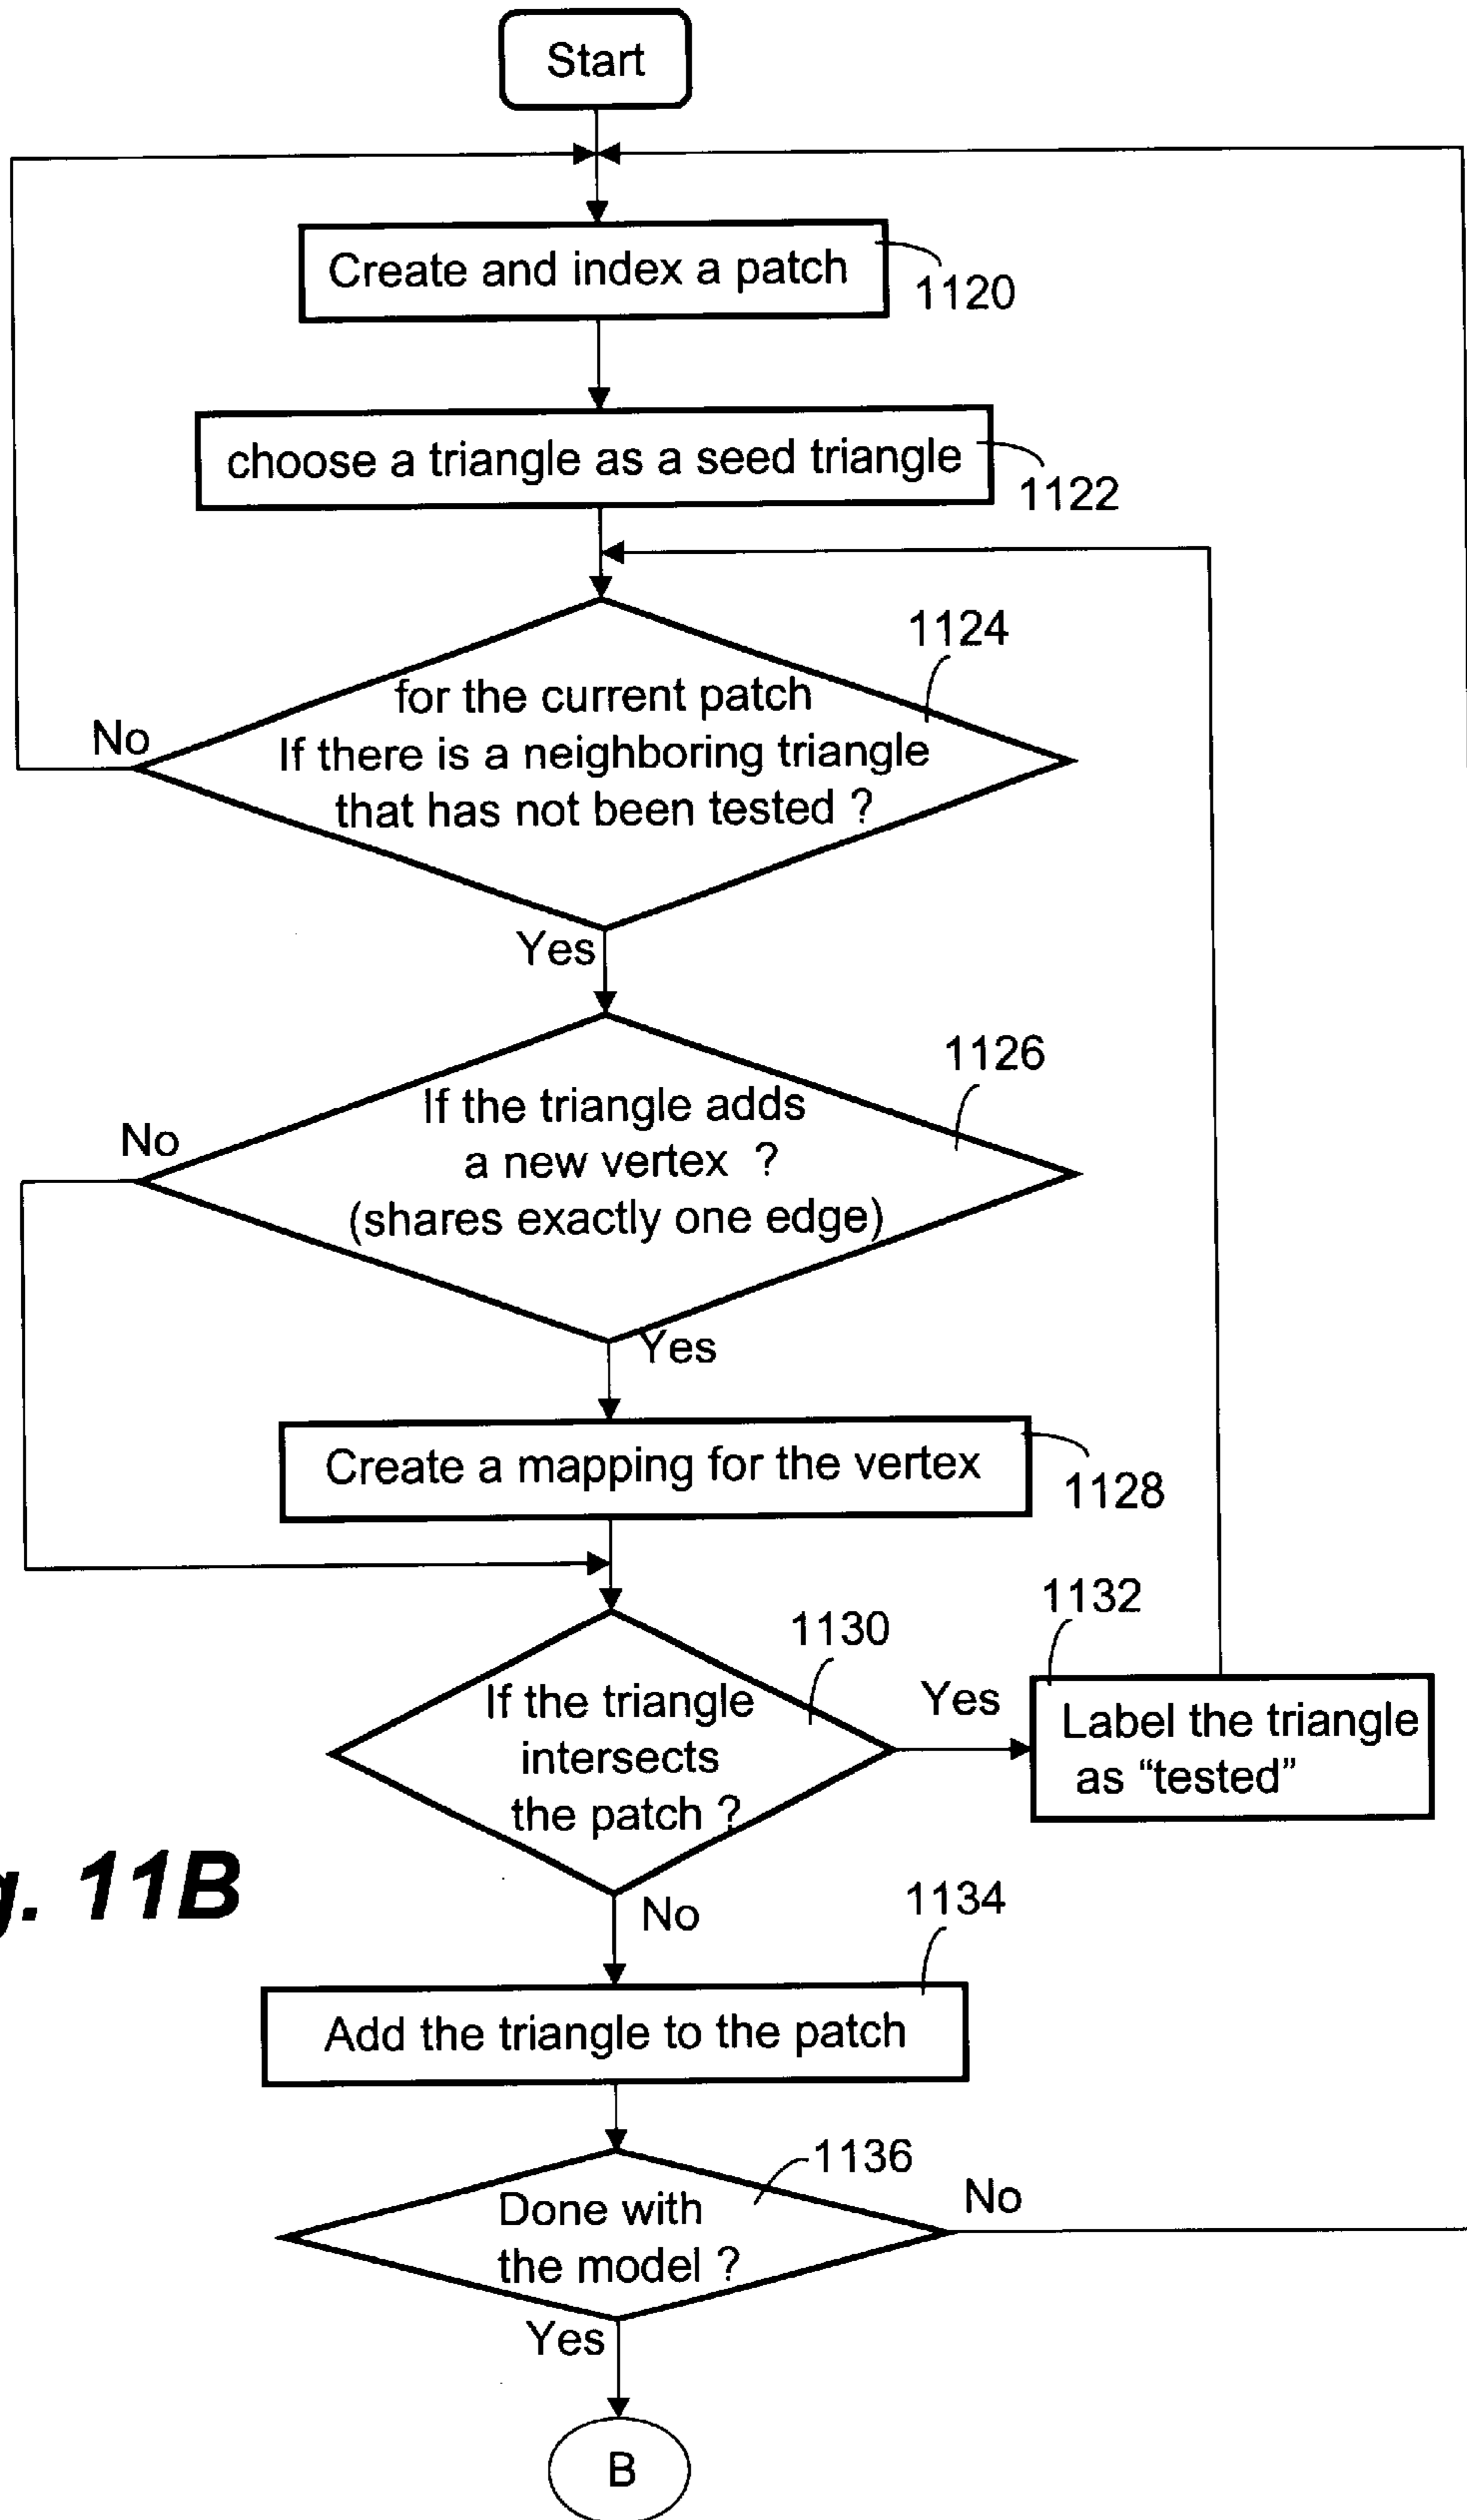 Start
Create and index a patch
1120
choose a triangle as a seed triangle
1122
1124
for the current patch
If there is a neighboring triangle
that has not been tested ?
No
Yes
1126
If the triangle adds
a new vertex ?
(shares exactly one edge)
No
Yes
Create a mapping for the vertex
1128
1130
If the triangle
intersects
the patch ?
Yes
1132
Label the triangle
as “tested”
No
11B
1134
Add the triangle to the patch
1136
Done with
the model ?
No
Yes
B